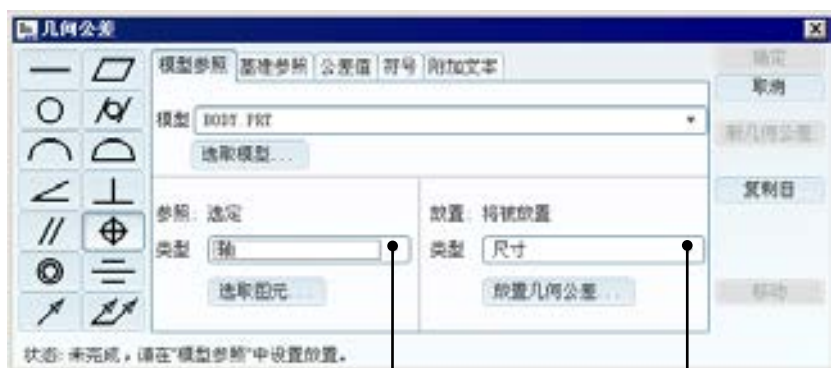 几何公差
模型参照 基准参照 公差值 符号 附加文本
确定
取消
模型 BODY.PRT
新几何公差
选取模型...
复制自
参照: 选定
放置: 将被放置
类型 轴
类型 尺寸
选取图元...
放置几何公差...
移动
状态: 未完成，请在"模型参照"中设置放置。